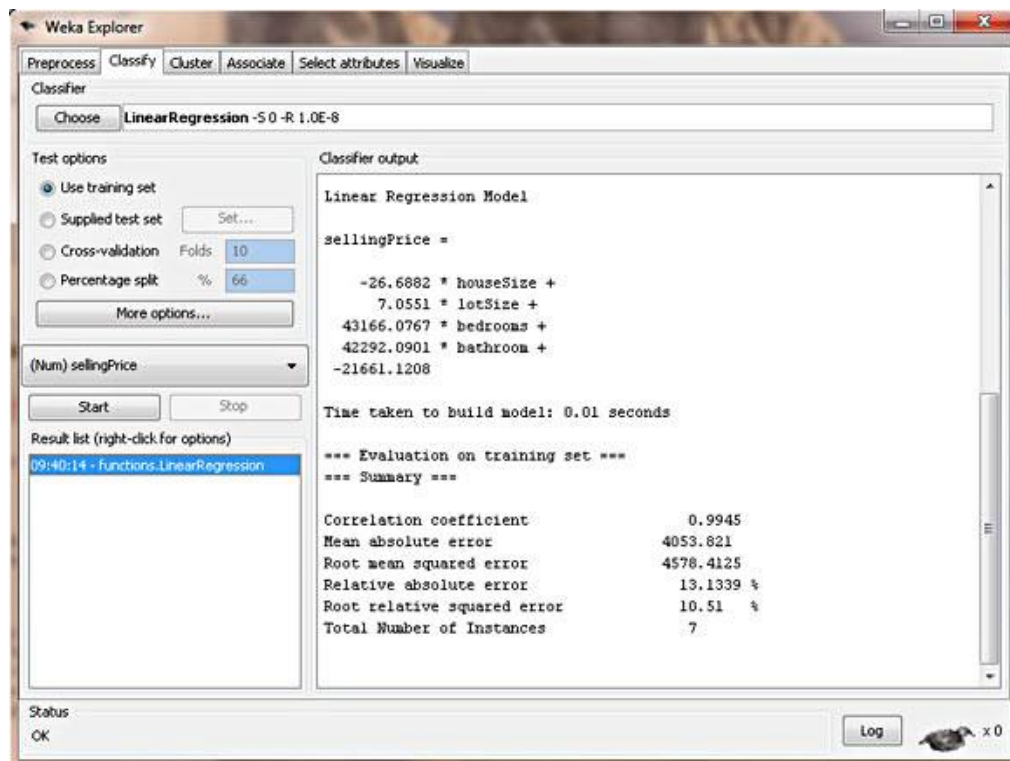 Weka Explorer
Preprocess Classify Cluster Associate Select attributes Visualize
Classifier
Choose LinearRegression -S 0 -R 1.0E-8
Test options
Use training set
Supplied test set Set...
Cross-validation Folds 10
Percentage split % 66
More options...
(Num) sellingPrice
Start Stop
Result list (right-click for options)
09:40:14 - functions.LinearRegression
Classifier output
Linear Regression Model
sellingPrice =
-26.6882 * houseSize +
7.0551 * lotSize +
43166.0767 * bedrooms +
42292.0901 * bathroom +
-21661.1208
Time taken to build model: 0.01 seconds
=== Evaluation on training set ===
=== Summary ===
Correlation coefficient 0.9945
Mean absolute error 4053.821
Root mean squared error 4578.4125
Relative absolute error 13.1339 %
Root relative squared error 10.51 %
Total Number of Instances 7
Status
OK
Log x 0